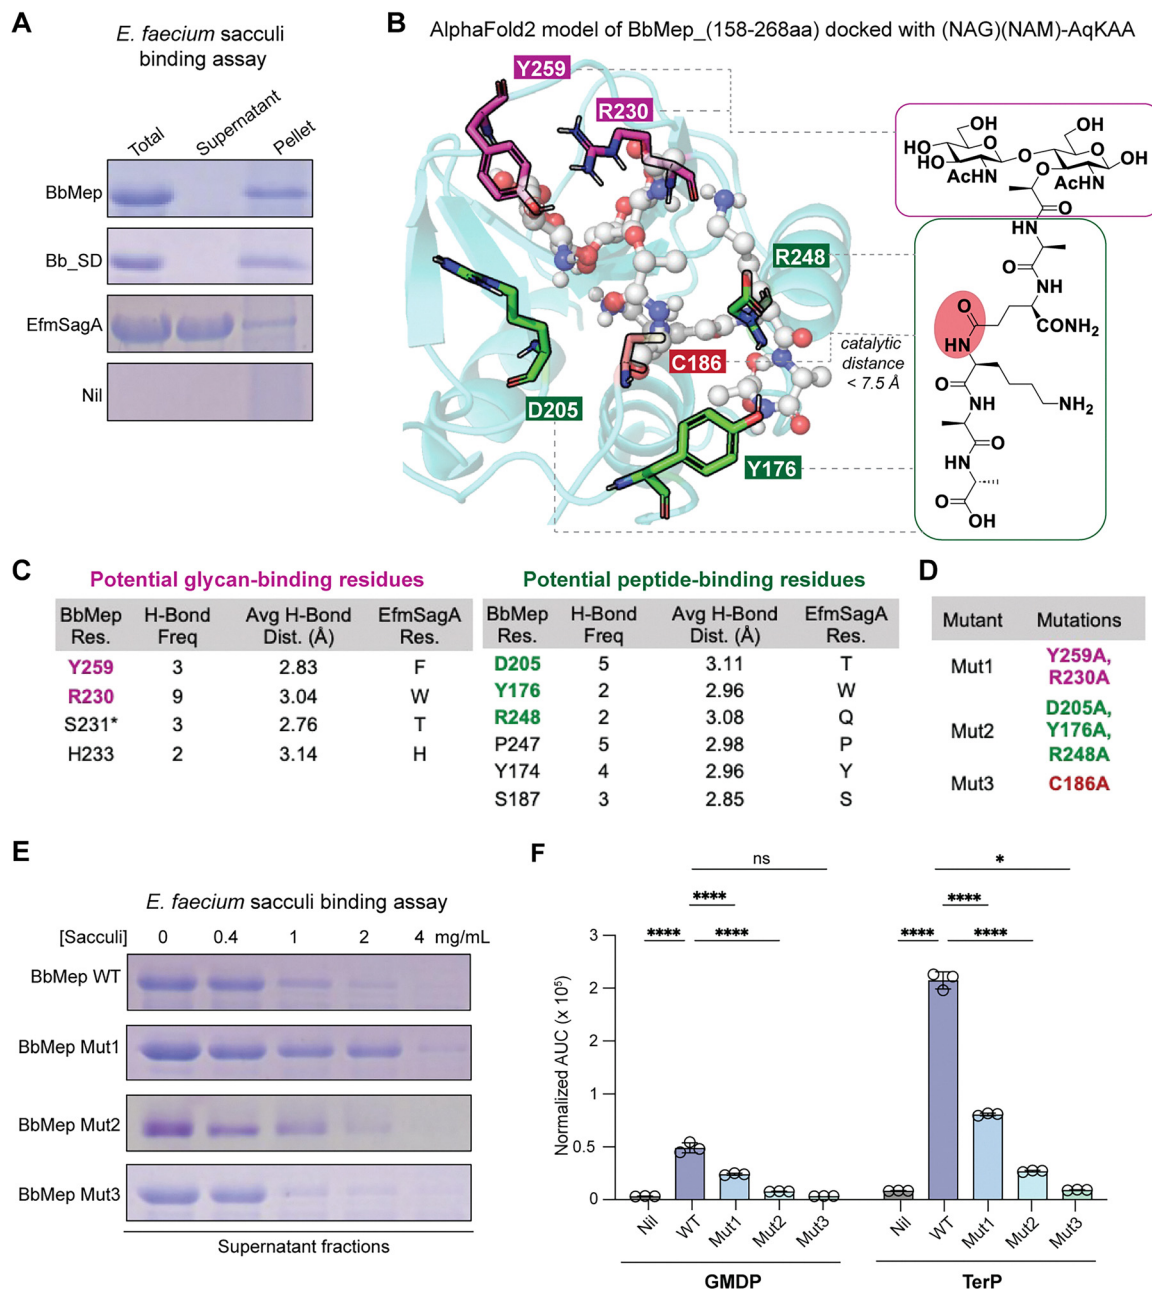 A
E. faecium sacculi
binding assay
Total
Supernatant
Pellet
BbMep
Bb_SD
EfmSagA
Nil
B
AlphaFold2 model of BbMep_(158-268aa) docked with (NAG)(NAM)-AqKAA
Y259
R230
R248
C186
D205
Y176
catalytic
distance
< 7.5 Å
OH
OH
HO
O
O
O
HO
OH
AcHN
O
AcHN
O
HN
O
NH
O
CONH2
HN
O
NH
NH2
O
HN
O
OH
C
Potential glycan-binding residues
BbMep Res. H-Bond Freq Avg H-Bond Dist. (Å) EfmSagA Res.
Y259 3 2.83 F
R230 9 3.04 W
S231* 3 2.76 T
H233 2 3.14 H
Potential peptide-binding residues
BbMep Res. H-Bond Freq Avg H-Bond Dist. (Å) EfmSagA Res.
D205 5 3.11 T
Y176 2 2.96 W
R248 2 3.08 Q
P247 5 2.98 P
Y174 4 2.96 Y
S187 3 2.85 S
D
Mutant Mutations
Mut1 Y259A,
R230A
Mut2 D205A,
Y176A,
R248A
Mut3 C186A
E
E. faecium sacculi binding assay
[Sacculi] 0 0.4 1 2 4 mg/mL
BbMep WT
BbMep Mut1
BbMep Mut2
BbMep Mut3
Supernatant fractions
F
ns
*
****
****
**** ****
**** ****
Normalized AUC (x 10⁵)
3
2
2
1
0.5
0
Nil WT Mut1 Mut2 Mut3
Nil WT Mut1 Mut2 Mut3
GMDP
TerP